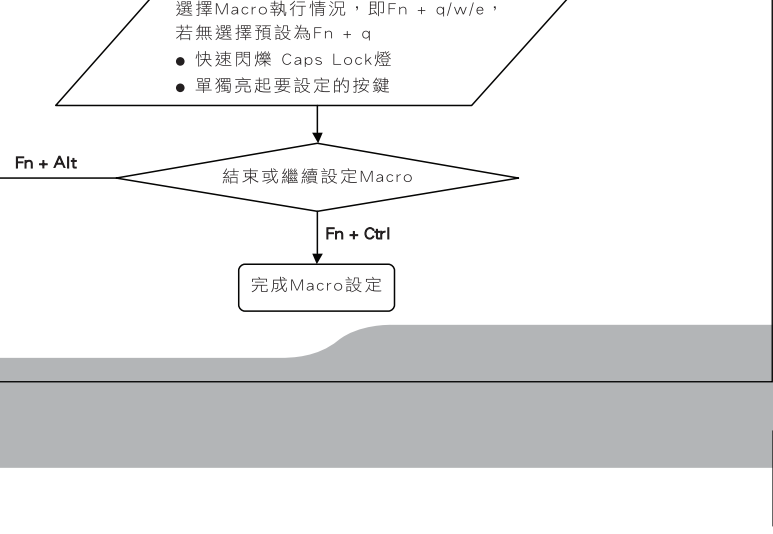 選擇Macro執行情況，即Fn + q/w/e，
若無選擇預設為Fn + q
● 快速閃爍 Caps Lock燈
● 單獨亮起要設定的按鍵
Fn + Alt
結束或繼續設定Macro
Fn + Ctrl
完成Macro設定